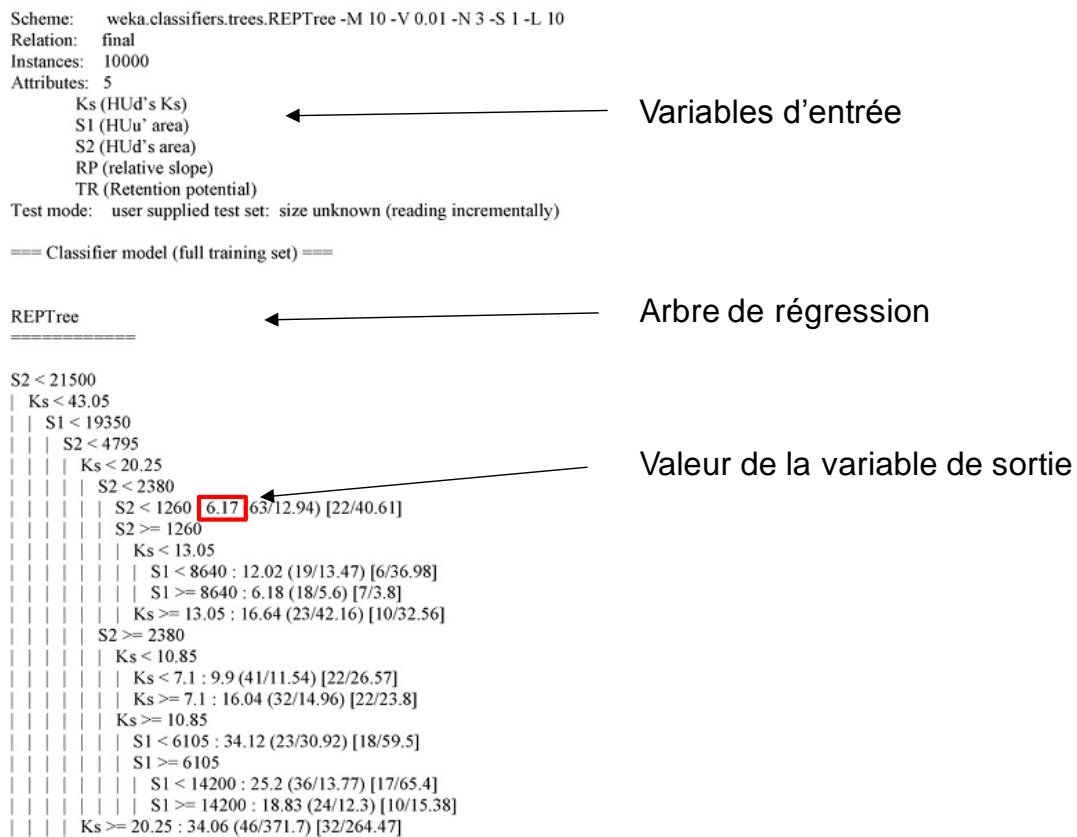 Scheme: weka.classifiers.trees.REPTree -M 10 -V 0.01 -N 3 -S 1 -L 10
Relation: final
Instances: 10000
Attributes: 5
Ks (HUd's Ks)
S1 (HUu' area)
S2 (HUd's area)
RP (relative slope)
TR (Retention potential)
Test mode: user supplied test set: size unknown (reading incrementally)
=== Classifier model (full training set) ===
REPTree
============
S2 < 21500
| Ks < 43.05
| | S1 < 19350
| | | S2 < 4795
| | | | Ks < 20.25
| | | | | S2 < 2380
| | | | | | S2 < 1260 6.17 63/12.94) [22/40.61]
| | | | | | S2 >= 1260
| | | | | | | Ks < 13.05
| | | | | | | | S1 < 8640 : 12.02 (19/13.47) [6/36.98]
| | | | | | | | S1 >= 8640 : 6.18 (18/5.6) [7/3.8]
| | | | | | | Ks >= 13.05 : 16.64 (23/42.16) [10/32.56]
| | | | | S2 >= 2380
| | | | | | Ks < 10.85
| | | | | | | Ks < 7.1 : 9.9 (41/11.54) [22/26.57]
| | | | | | | Ks >= 7.1 : 16.04 (32/14.96) [22/23.8]
| | | | | | Ks >= 10.85
| | | | | | | S1 < 6105 : 34.12 (23/30.92) [18/59.5]
| | | | | | | S1 >= 6105
| | | | | | | | S1 < 14200 : 25.2 (36/13.77) [17/65.4]
| | | | | | | | S1 >= 14200 : 18.83 (24/12.3) [10/15.38]
| | | | Ks >= 20.25 : 34.06 (46/371.7) [32/264.47]
Variables d'entrée
Arbre de régression
Valeur de la variable de sortie